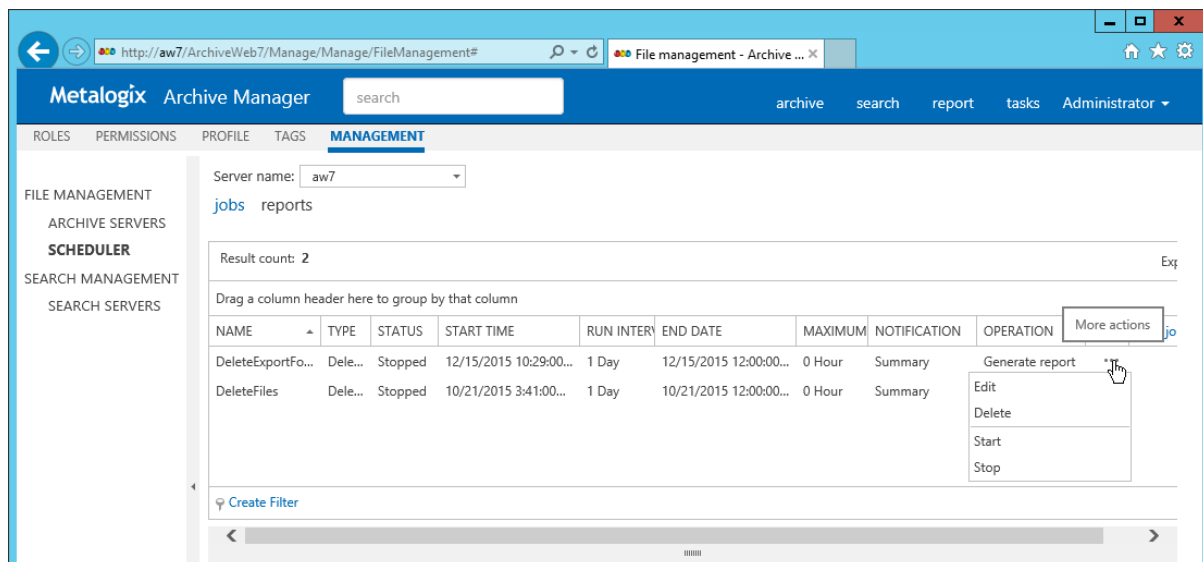 http://aw7/ArchiveWeb7/Manage/Manage/FileManagement# File management - Archive ...
Metalogix Archive Manager search archive search report tasks Administrator
ROLES PERMISSIONS PROFILE TAGS MANAGEMENT
Server name: aw7
FILE MANAGEMENT
jobs reports
ARCHIVE SERVERS
SCHEDULER
Result count: 2 Exp
SEARCH MANAGEMENT
SEARCH SERVERS
Drag a column header here to group by that column
More actions
NAME TYPE STATUS START TIME RUN INTERV END DATE MAXIMUM NOTIFICATION OPERATION jo
DeleteExportFo... Dele... Stopped 12/15/2015 10:29:00... 1 Day 12/15/2015 12:00:00... 0 Hour Summary Generate report ...
DeleteFiles Dele... Stopped 10/21/2015 3:41:00... 1 Day 10/21/2015 12:00:00... 0 Hour Summary
Edit
Delete
Start
Stop
Create Filter